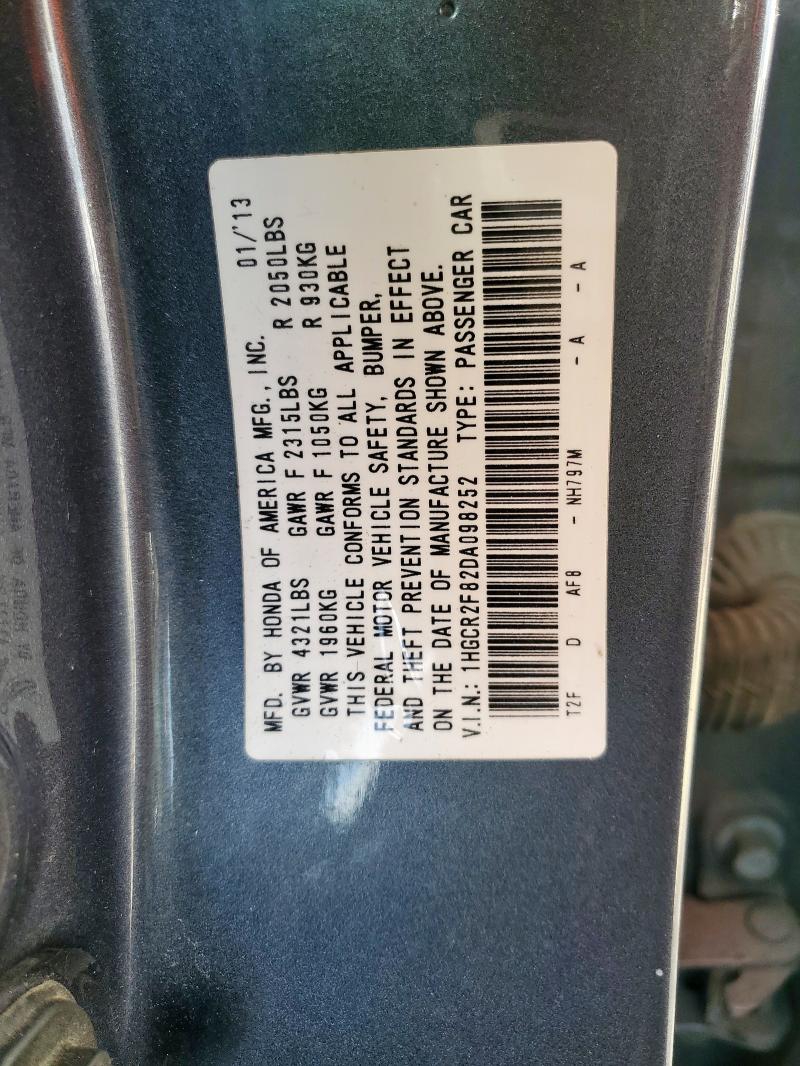 MFD. BY HONDA OF AMERICA MFG., INC. 01/'13
GVWR 4321LBS GAWR F 2315LBS R 2050LBS
GVWR 1960KG GAWR F 1050KG R 930KG
THIS VEHICLE CONFORMS TO ALL APPLICABLE
FEDERAL MOTOR VEHICLE SAFETY, BUMPER,
AND THEFT PREVENTION STANDARDS IN EFFECT
ON THE DATE OF MANUFACTURE SHOWN ABOVE.
V.I.N.: 1HGCR2F82DA098252 TYPE: PASSENGER CAR
T2F D AF8 - NH797M - A - A